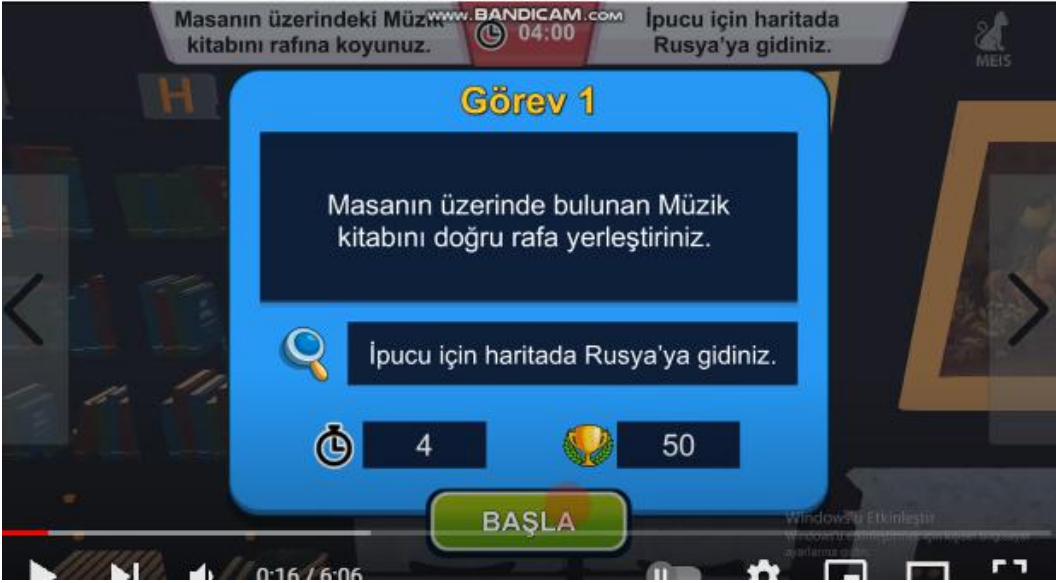 Masanın üzerindeki Müzik
kitabını rafına koyunuz.
www.BANDICAM.com
04:00
İpucu için haritada
Rusya'ya gidiniz.
MEIS
H
Görev 1
Masanın üzerinde bulunan Müzik
kitabını doğru rafa yerleştiriniz.
İpucu için haritada Rusya'ya gidiniz.
4
50
BAŞLA
Windows'u Etkinleştir
0:16 / 6:06